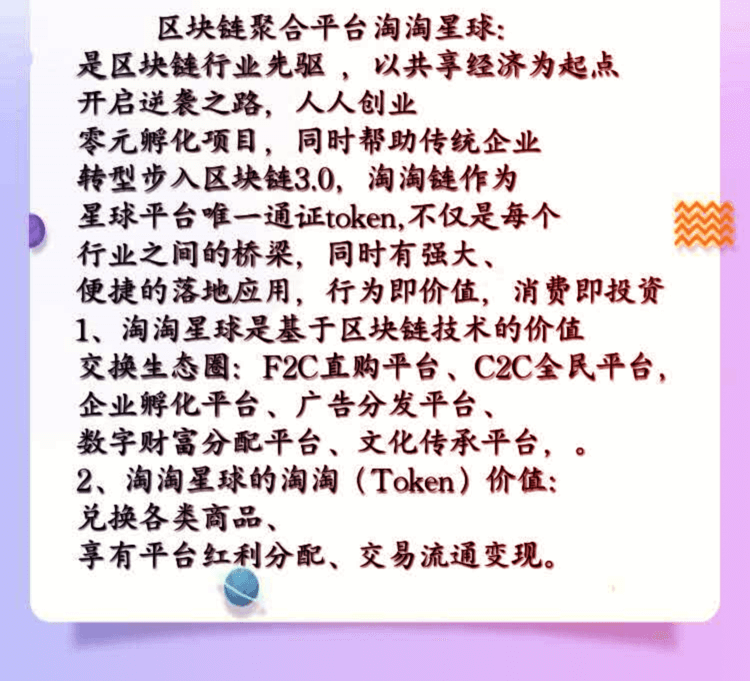 区块链聚合平台淘淘星球:
是区块链行业先驱 ，以共享经济为起点
开启逆袭之路，人人创业
零元孵化项目，同时帮助传统企业
转型步入区块链3.0，淘淘链作为
星球平台唯一通证token,不仅是每个
行业之间的桥梁，同时有强大、
便捷的落地应用，行为即价值，消费即投资
1、淘淘星球是基于区块链技术的价值
交换生态圈：F2C直购平台、C2C全民平台，
企业孵化平台、广告分发平台、
数字财富分配平台、文化传承平台，。
2、淘淘星球的淘淘（Token）价值：
兑换各类商品、
享有平台红利分配、交易流通变现。